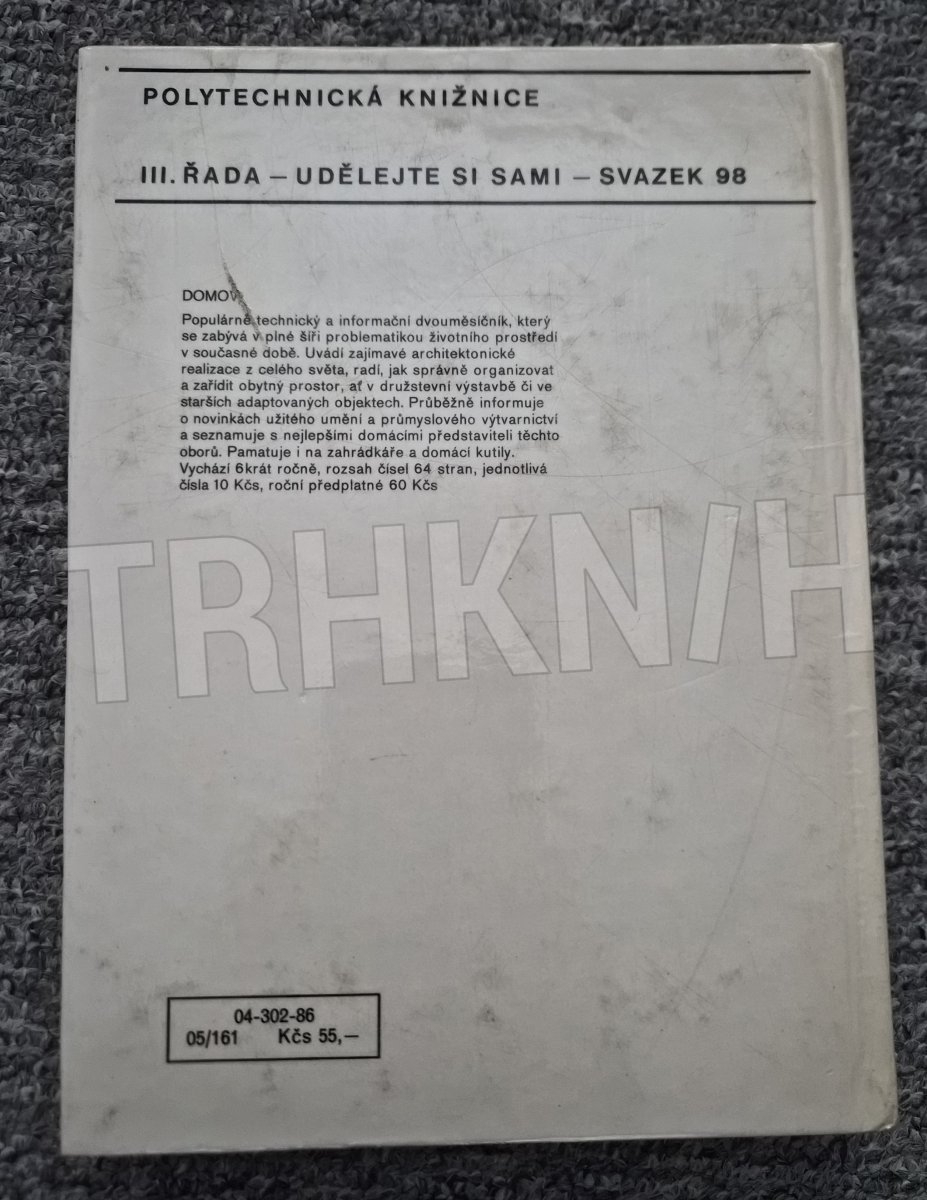 POLYTECHNICKÁ KNIŽNICE
III. ŘADA – UDĚLEJTE SI SAMI – SVAZEK 98
DOMOV
Populárně technický a informační dvouměsíčník, který
se zabývá v plné šíři problematikou životního prostředí
v současné době. Uvádí zajímavé architektonické
realizace z celého světa, radí, jak správně organizovat
a zařídit obytný prostor, ať v družstevní výstavbě či ve
starších adaptovaných objektech. Průběžně informuje
o novinkách užitého umění a průmyslového výtvarnictví
a seznamuje s nejlepšími domácími představiteli těchto
oborů. Pamatuje i na zahrádkáře a domácí kutily.
Vychází 6krát ročně, rozsah čísel 64 stran, jednotlivá
čísla 10 Kčs, roční předplatné 60 Kčs
TRHKNIH
04-302-86
05/161 Kčs 55,—